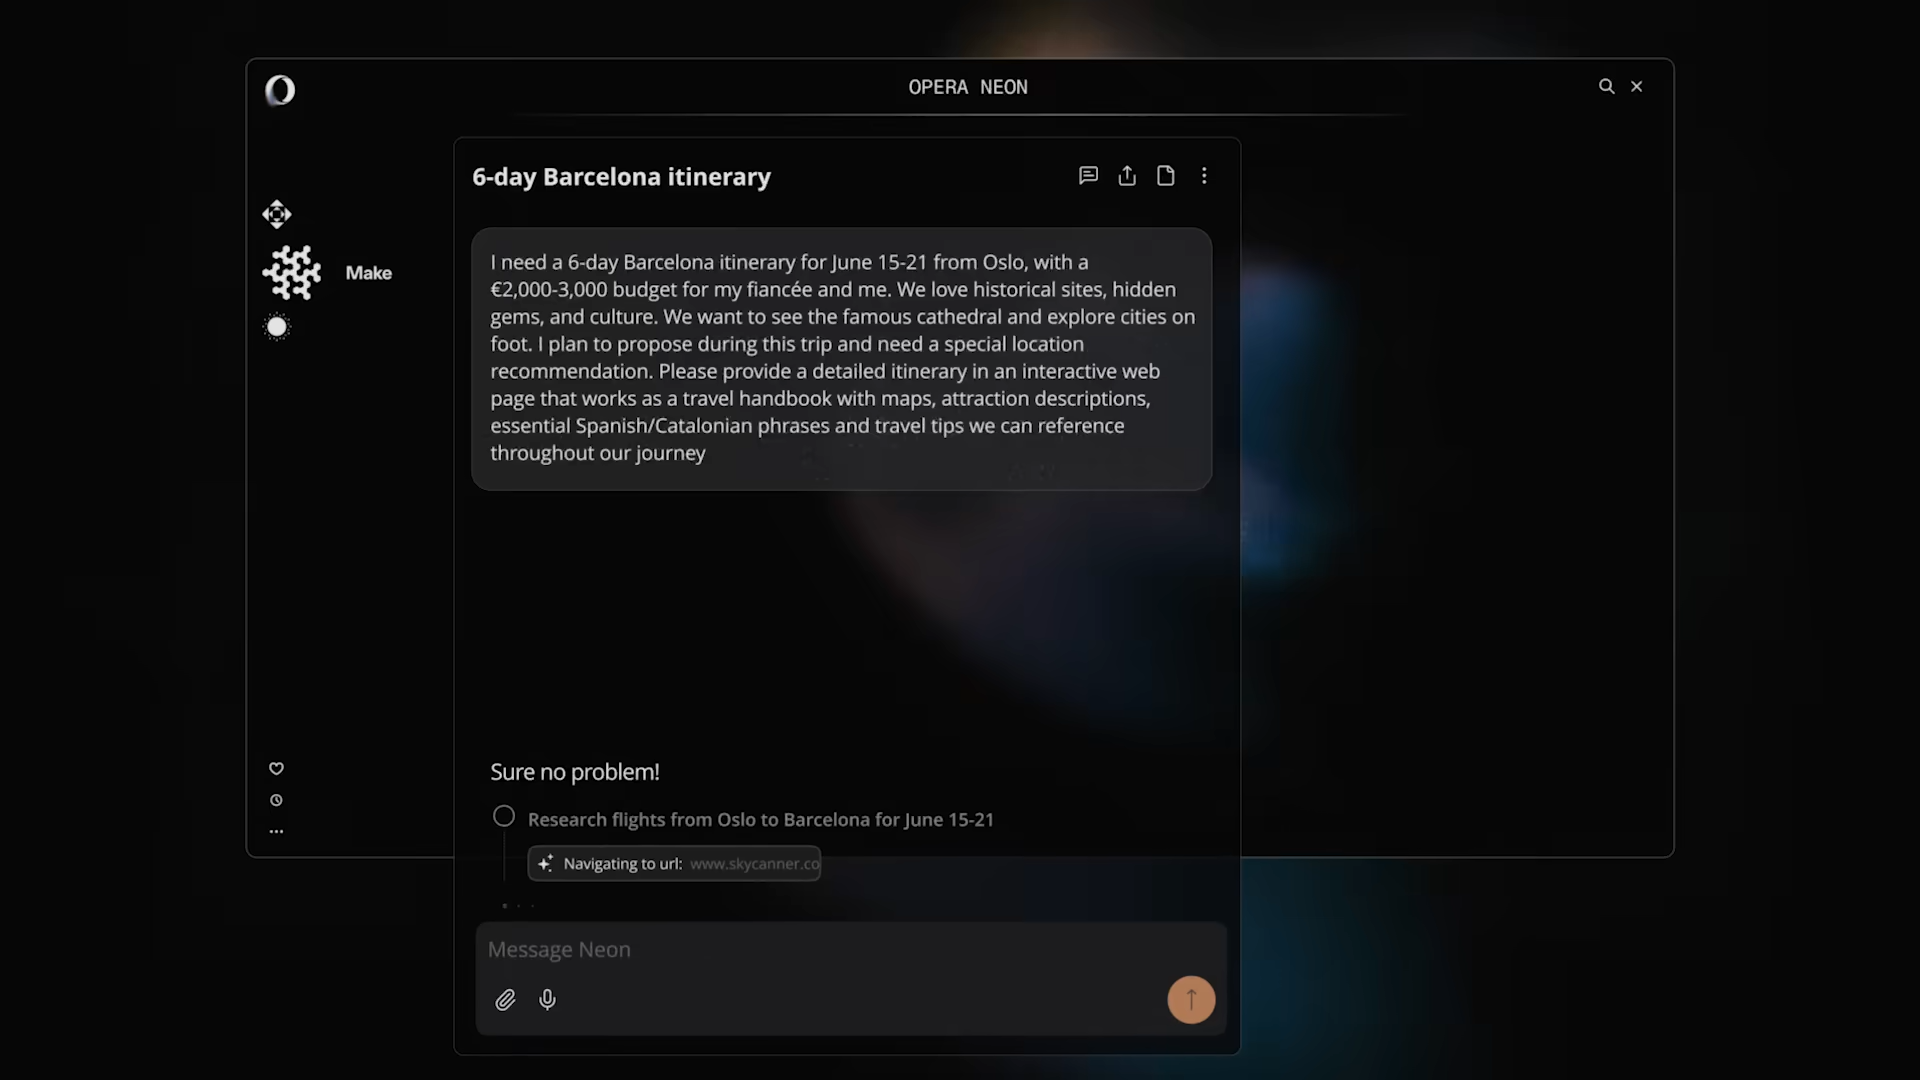 OPERA NEON
6-day Barcelona itinerary
Make
I need a 6-day Barcelona itinerary for June 15-21 from Oslo, with a
€2,000-3,000 budget for my fiancée and me. We love historical sites, hidden
gems, and culture. We want to see the famous cathedral and explore cities on
foot. I plan to propose during this trip and need a special location
recommendation. Please provide a detailed itinerary in an interactive web
page that works as a travel handbook with maps, attraction descriptions,
essential Spanish/Catalonian phrases and travel tips we can reference
throughout our journey
Sure no problem!
Research flights from Oslo to Barcelona for June 15-21
Navigating to url: www.skycanner.co
Message Neon